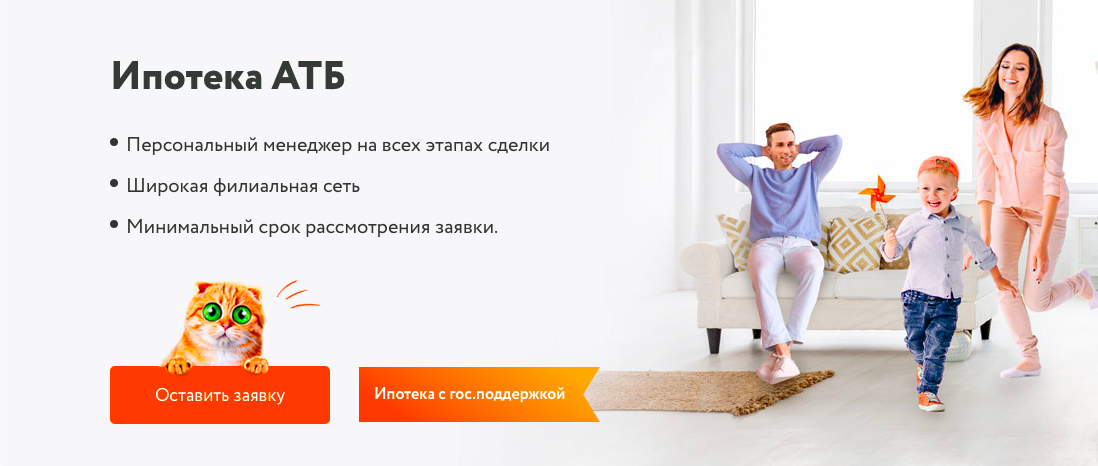 Ипотека АТБ
• Персональный менеджер на всех этапах сделки
• Широкая филиальная сеть
• Минимальный срок рассмотрения заявки.
Оставить заявку
Ипотека с гос.поддержкой